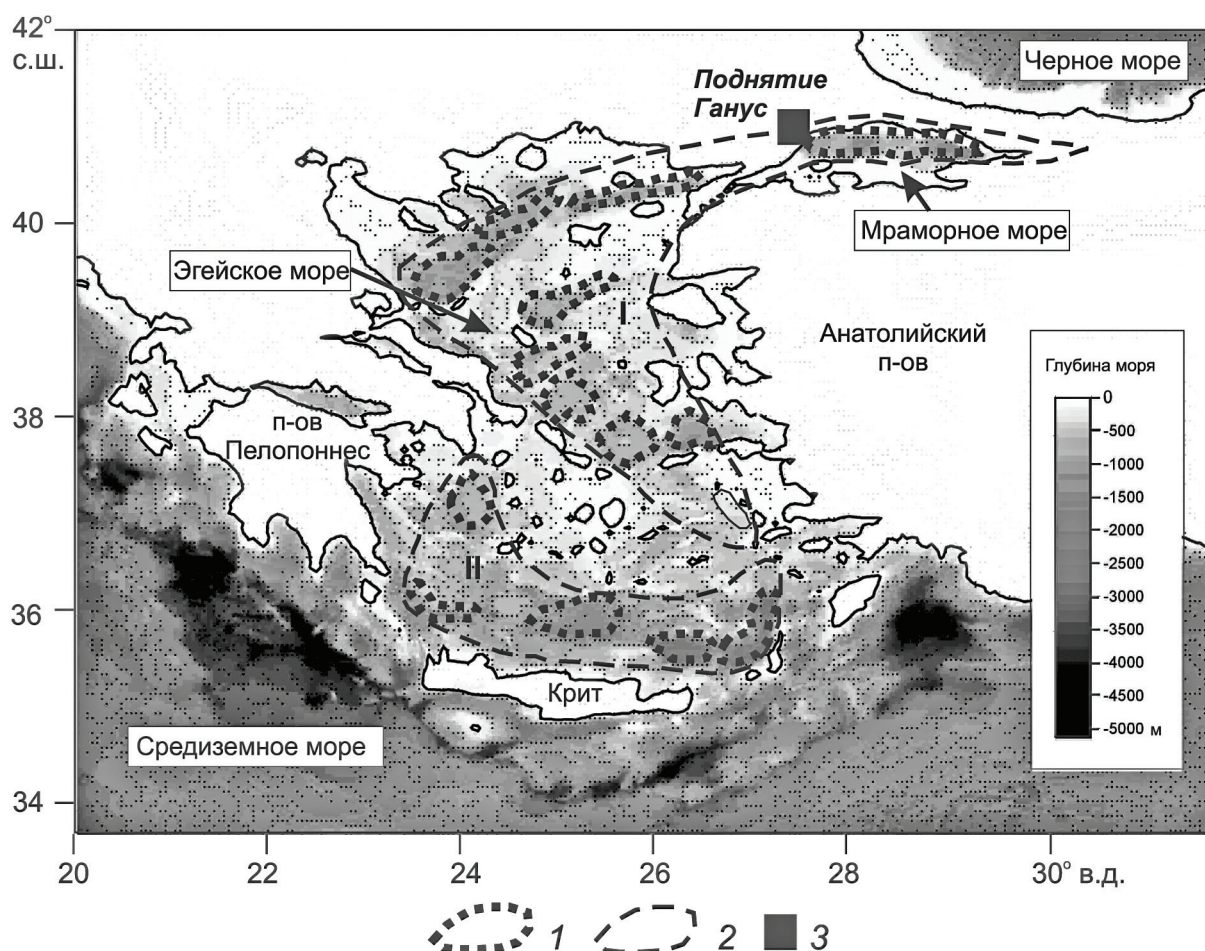 42° с.ш.
Черное море
Поднятие
Ганус
40
Мраморное море
Эгейское море
I
Анатолийский
п-ов
Глубина моря
0
-500
-1000
-1500
-2000
-2500
-3000
-3500
-4000
-4500
-5000 м
38
п-ов
Пелопоннес
II
36
Крит
Средиземное море
34
20 22 24 26 28 30° в.д.
1 2 3